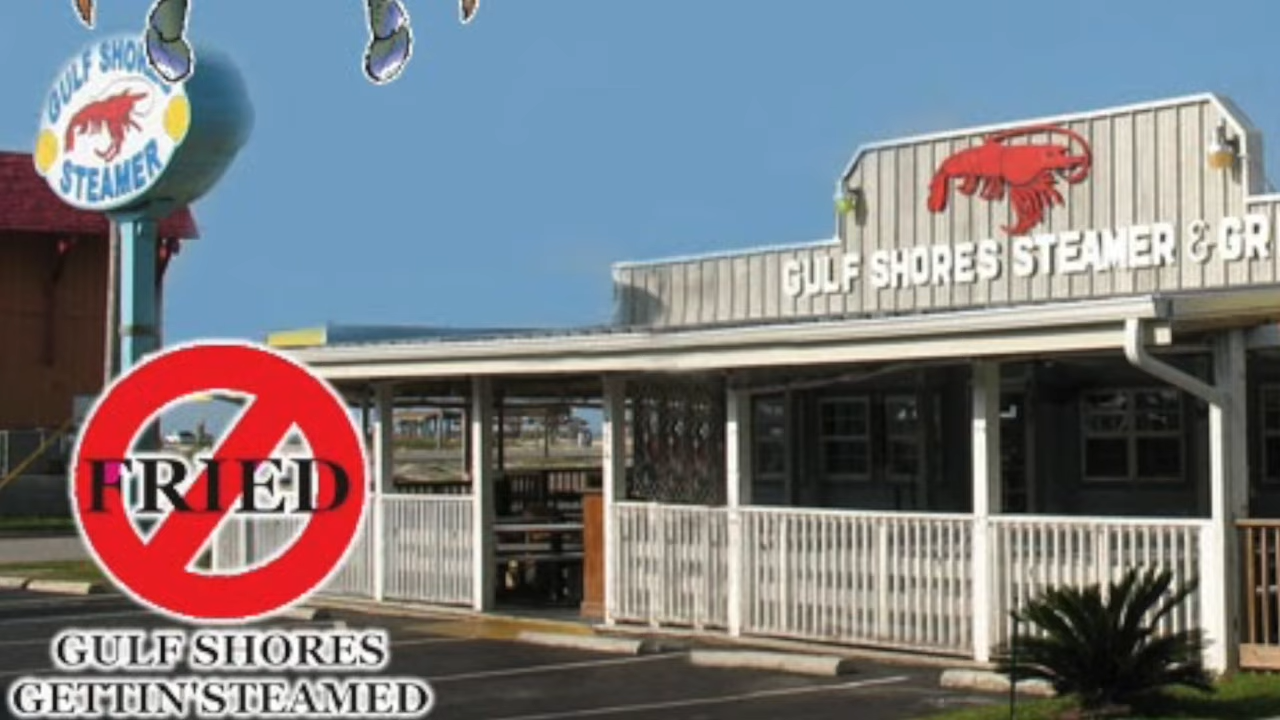 GULF SHORES
STEAMER
GULF SHORES STEAMER & GR
FRIED
GULF SHORES
GETTIN'STEAMED